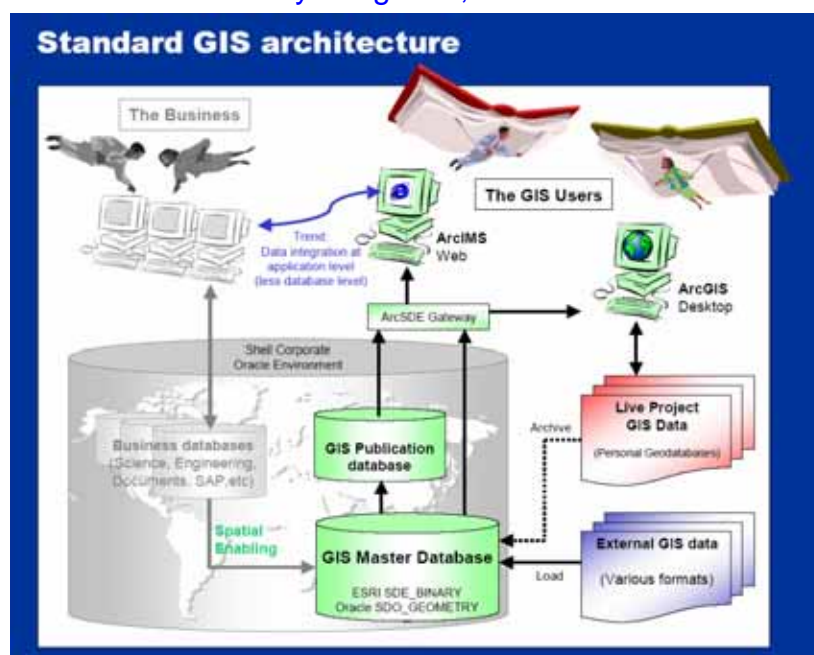 Standard GIS architecture
The Business
The GIS Users
Trend:
Data integration at
application level
(less database level)
ArcIMS
Web
ArcGIS
Desktop
ArcSDE Gateway
Shell Corporate
Oracle Environment
Business databases
(Science, Engineering,
Documents, SAP,etc)
GIS Publication
database
Archive
Live Project
GIS Data
(Personal Geodatabases)
Spatial
Enabling
GIS Master Database
ESRI SDE_BINARY
Oracle SDO_GEOMETRY
Load
External GIS data
(Various formats)